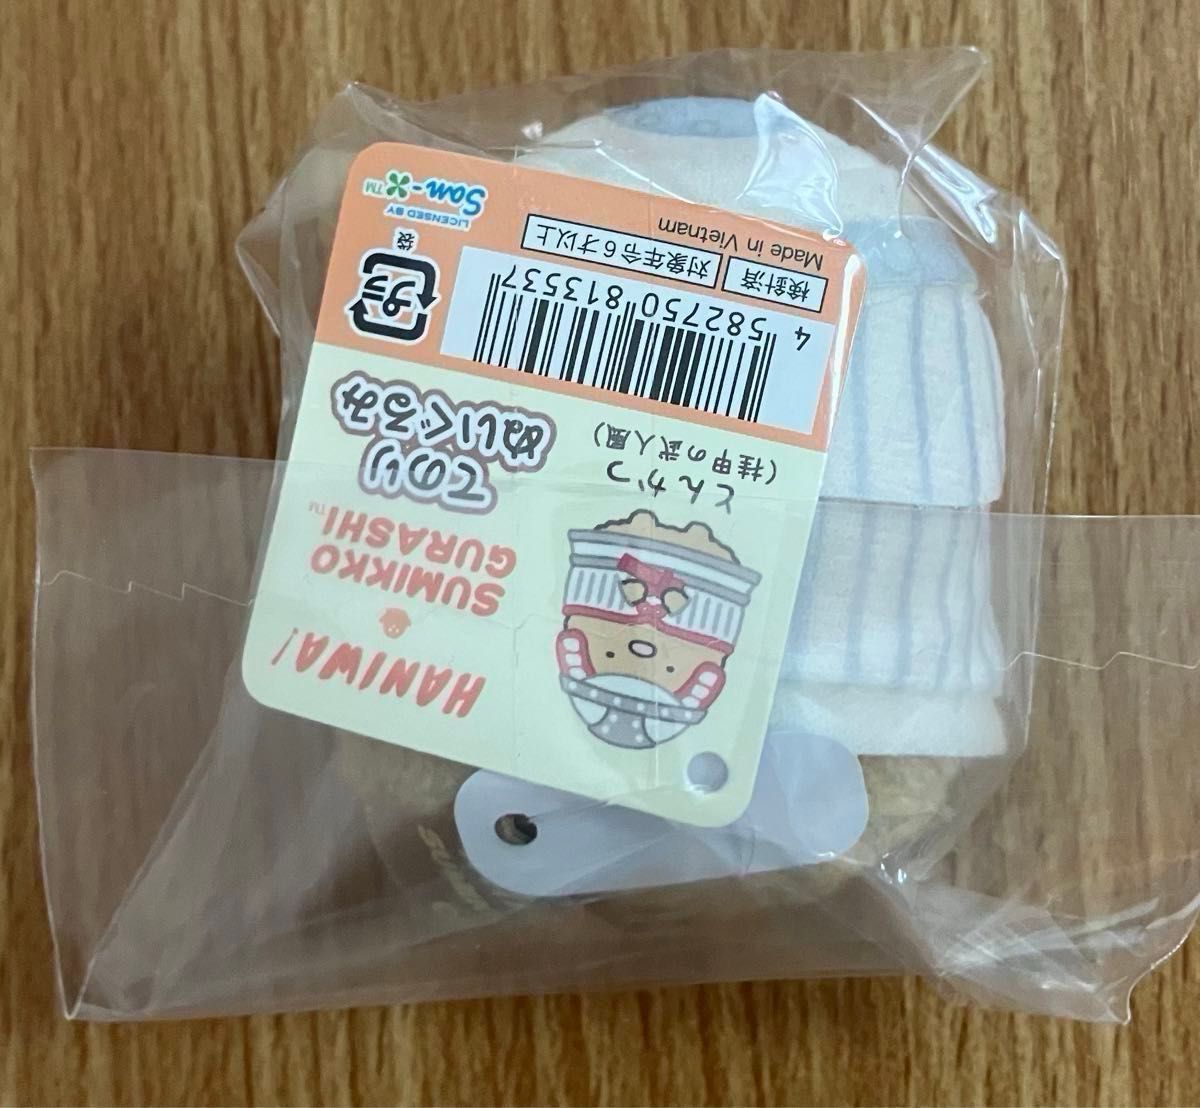 HANIWA!
SUMIKKO
GURASHI™
てのり
ぬいぐるみ
とんかつ
(挂甲の武人風)
4 582750 813537
検針済
対象年令6才以上
Made in Vietnam
プラ
袋
LICENSED BY
San-X™